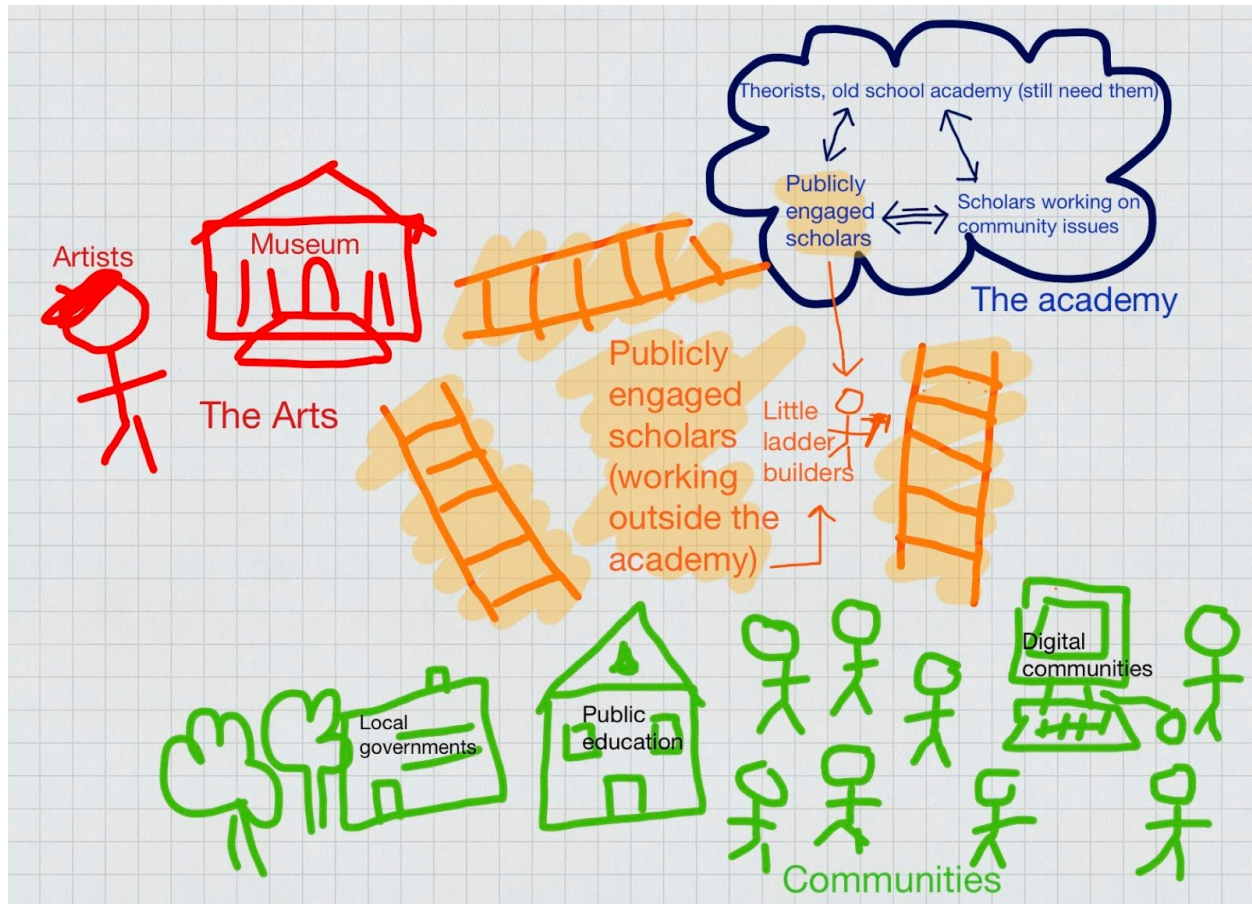 Theorists, old school academy (still need them)
Publicly
engaged
scholars
Scholars working on
community issues
The academy
Artists
Museum
The Arts
Publicly
engaged
scholars
(working
outside the
academy)
Little
ladder
builders
Local
governments
Public
education
Digital
communities
Communities